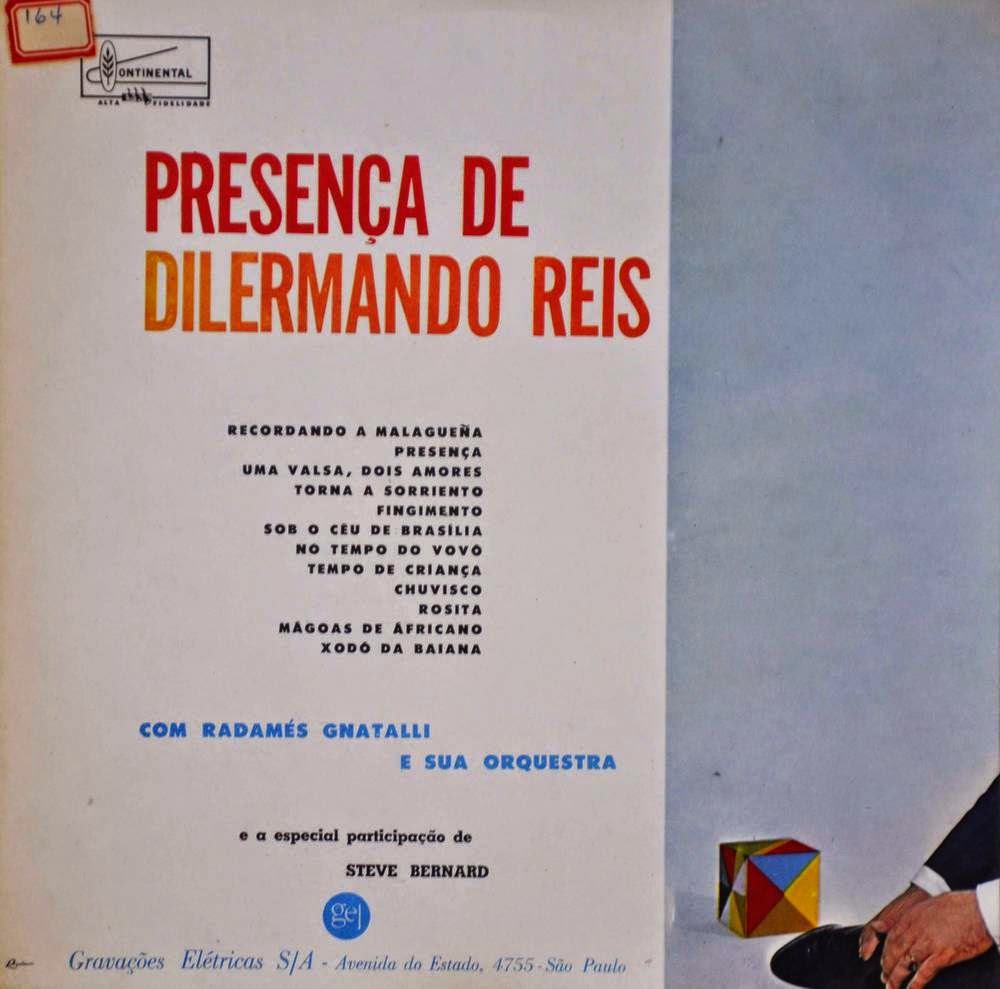 164
CONTINENTAL
ALTA FIDELIDADE
PRESENÇA DE
DILERMANDO REIS
RECORDANDO A MALAGUEÑA
PRESENÇA
UMA VALSA, DOIS AMORES
TORNA A SORRIENTO
FINGIMENTO
SOB O CÉU DE BRASÍLIA
NO TEMPO DO VOVÔ
TEMPO DE CRIANÇA
CHUVISCO
ROSITA
MÁGOAS DE ÁFRICANO
XODÓ DA BAIANA
COM RADAMÉS GNATALLI
E SUA ORQUESTRA
e a especial participação de
STEVE BERNARD
gel
Gravações Elétricas S/A - Avenida do Estado, 4755 - São Paulo